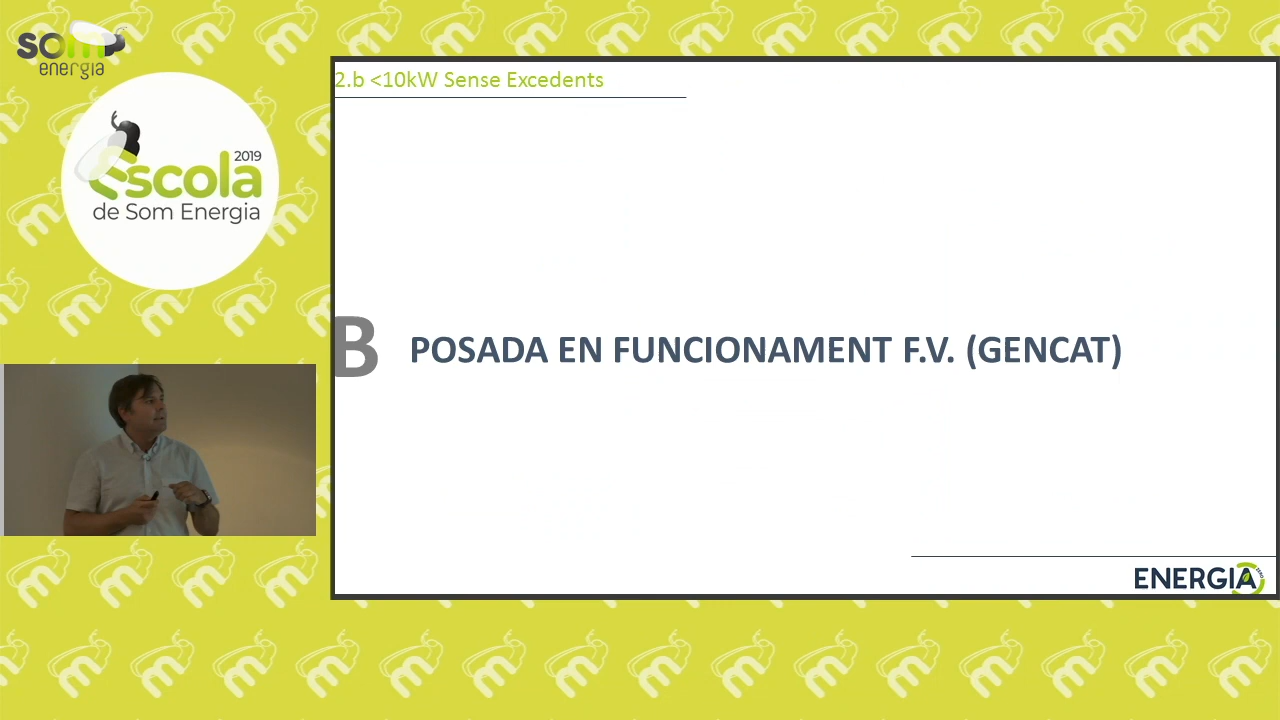 som
energia
2019
Escola
de Som Energia
2.b <10kW Sense Excedents
B POSADA EN FUNCIONAMENT F.V. (GENCAT)
ENERGIA